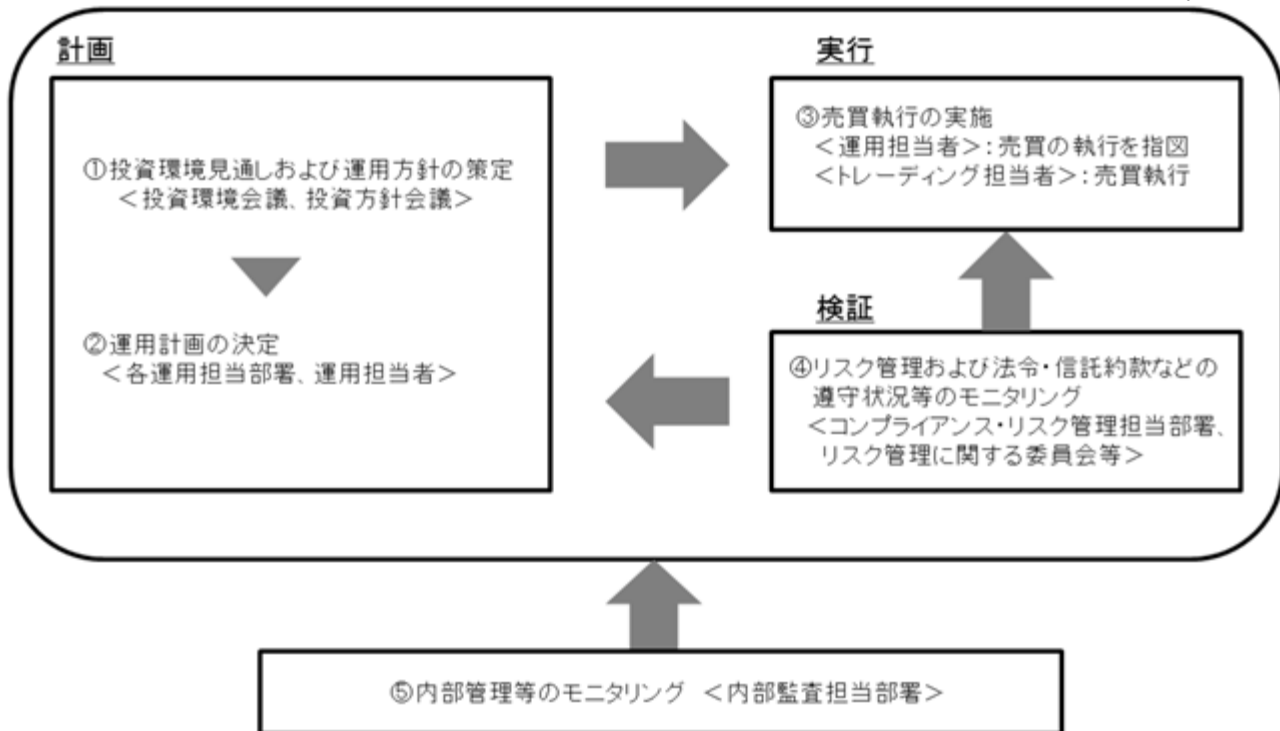 計画
①投資環境見通しおよび運用方針の策定
＜投資環境会議、投資方針会議＞
②運用計画の決定
＜各運用担当部署、運用担当者＞
実行
③売買執行の実施
＜運用担当者＞：売買の執行を指図
＜トレーディング担当者＞：売買執行
検証
④リスク管理および法令・信託約款などの
遵守状況等のモニタリング
＜コンプライアンス・リスク管理担当部署、
リスク管理に関する委員会等＞
⑤内部管理等のモニタリング ＜内部監査担当部署＞